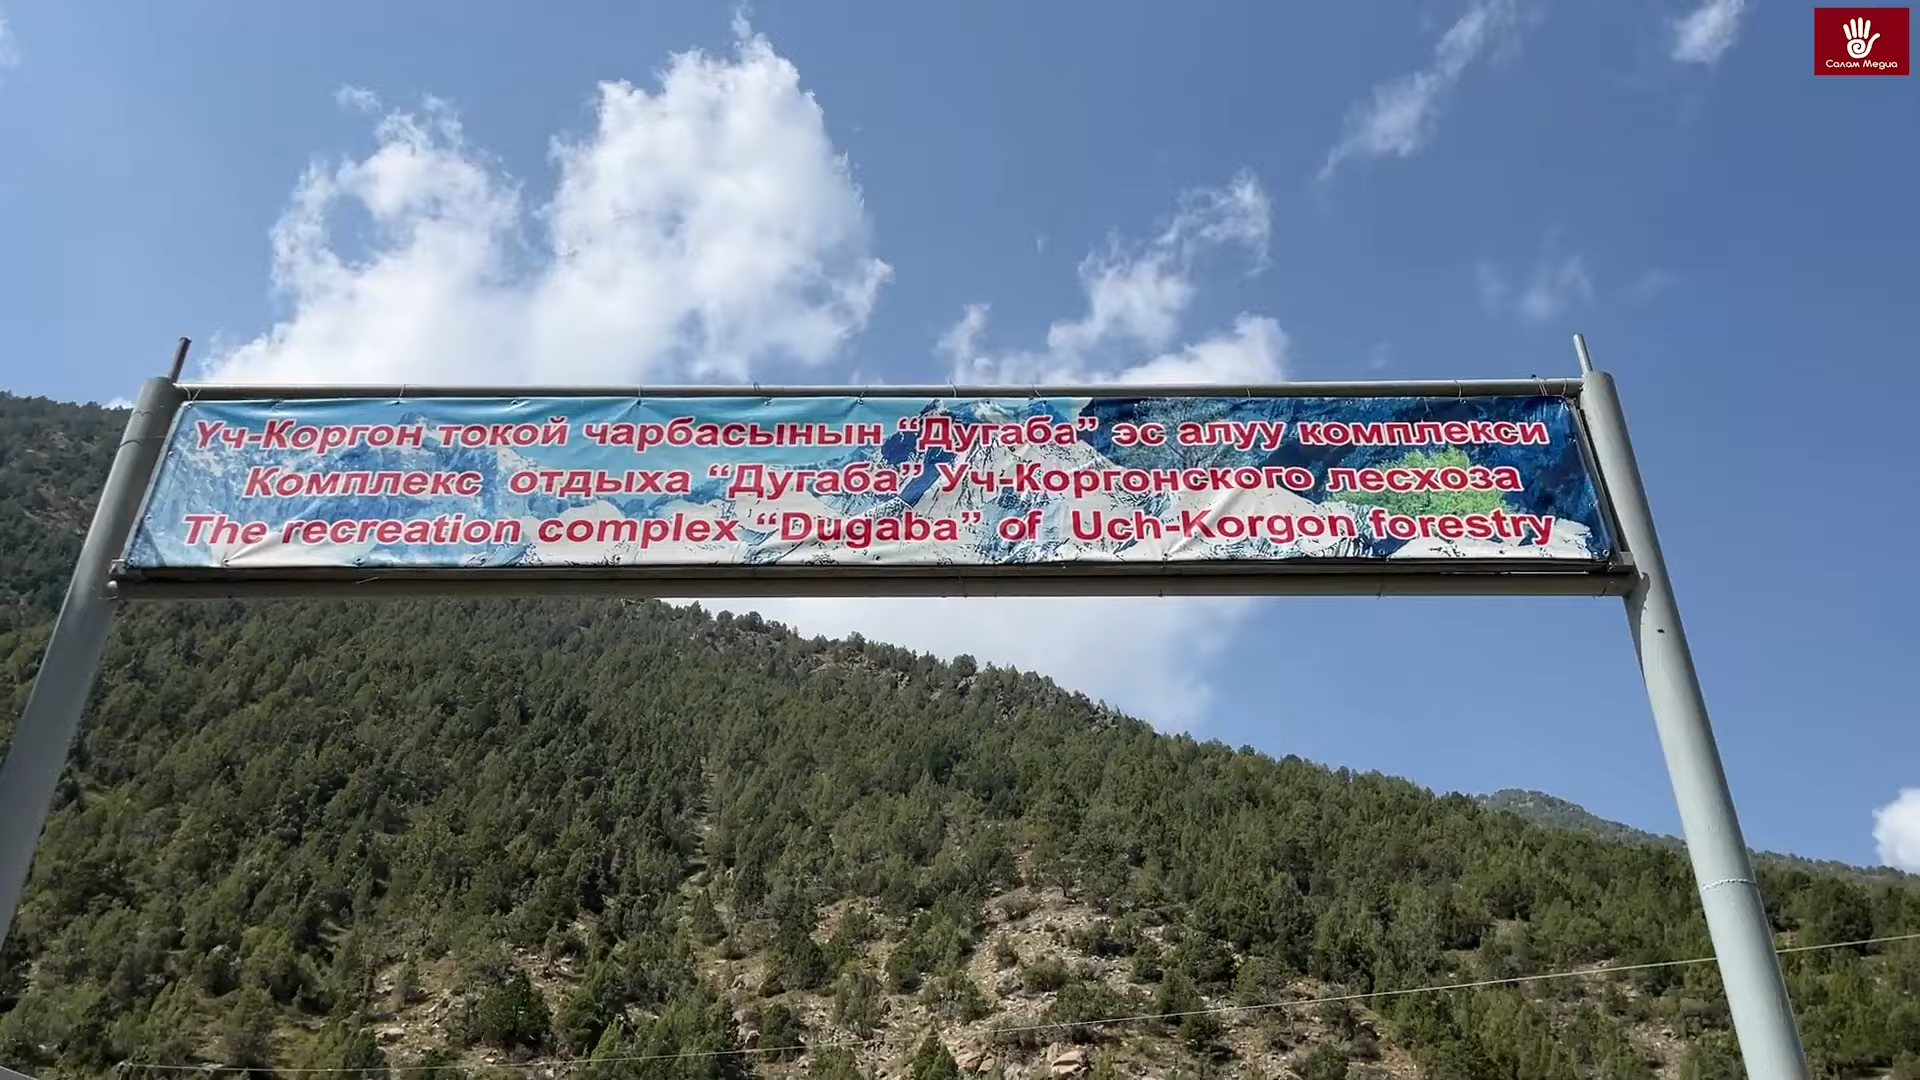 Салам Медиа
Үч-Коргон токой чарбасынын “Дугаба” эс алуу комплекси
Комплекс отдыха “Дугаба” Уч-Коргонского лесхоза
The recreation complex “Dugaba” of Uch-Korgon forestry